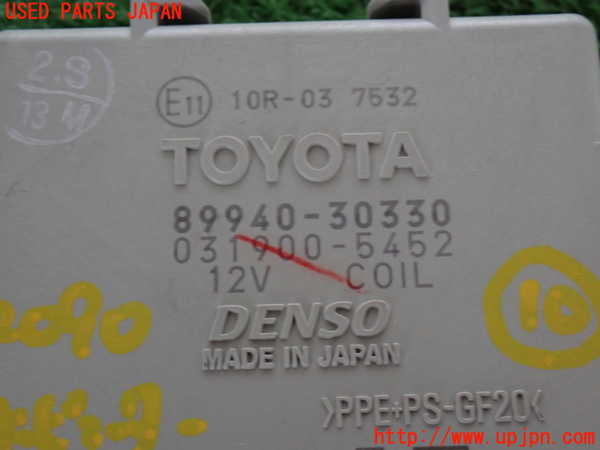 USED PARTS JAPAN
2.S
13 M
E11 10R-03 7532
TOYOTA
89940-30330
031900-5452
12V COIL
DENSO
MADE IN JAPAN
2090
10
>PPE+PS-GF20<
http://www.upjpn.com/